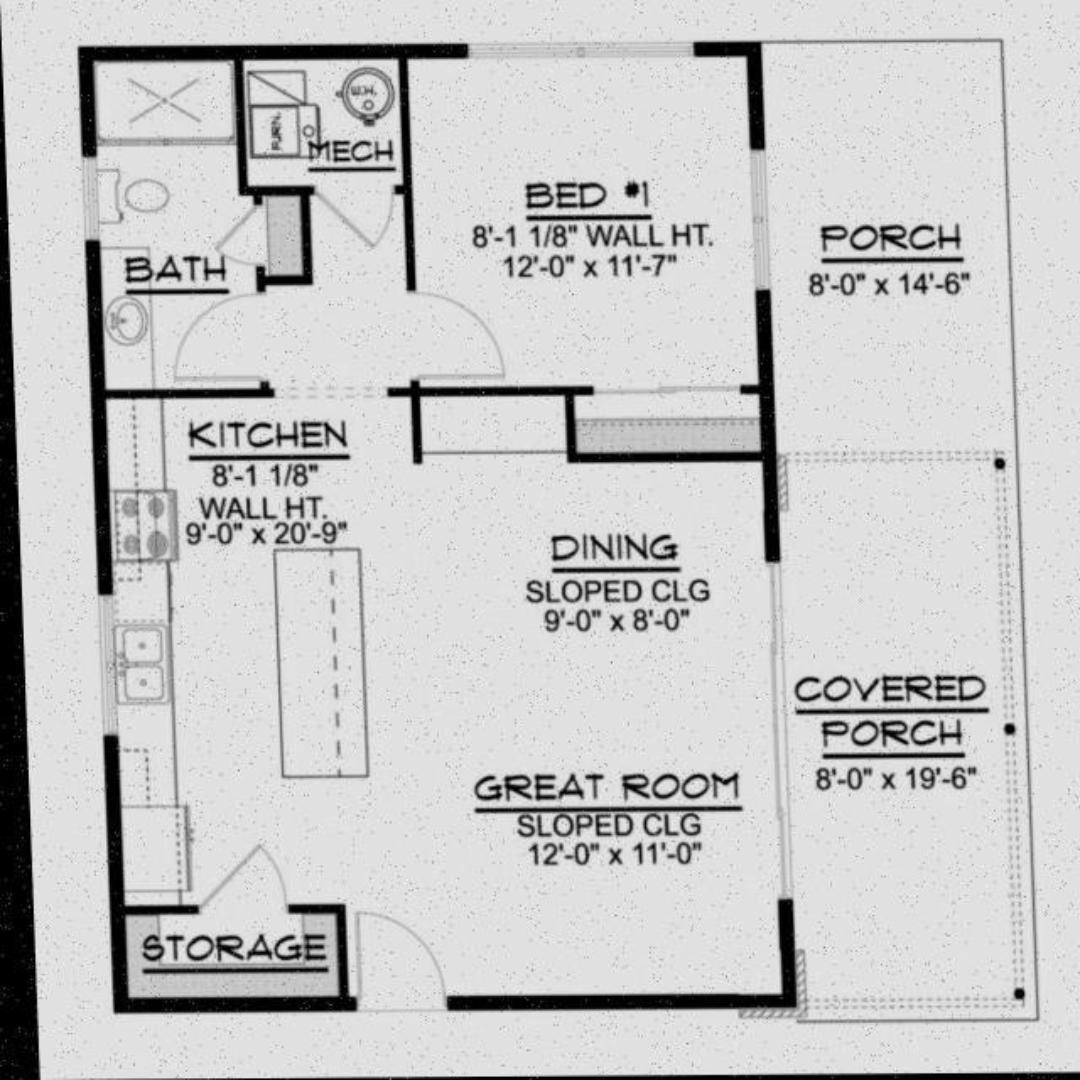 W.H.
FURN.
MECH
BED #1
8'-1 1/8" WALL HT.
12'-0" x 11'-7"
PORCH
8'-0" x 14'-6"
BATH
KITCHEN
8'-1 1/8"
WALL HT.
9'-0" x 20'-9"
DINING
SLOPED CLG
9'-0" x 8'-0"
COVERED
PORCH
8'-0" x 19'-6"
GREAT ROOM
SLOPED CLG
12'-0" x 11'-0"
STORAGE